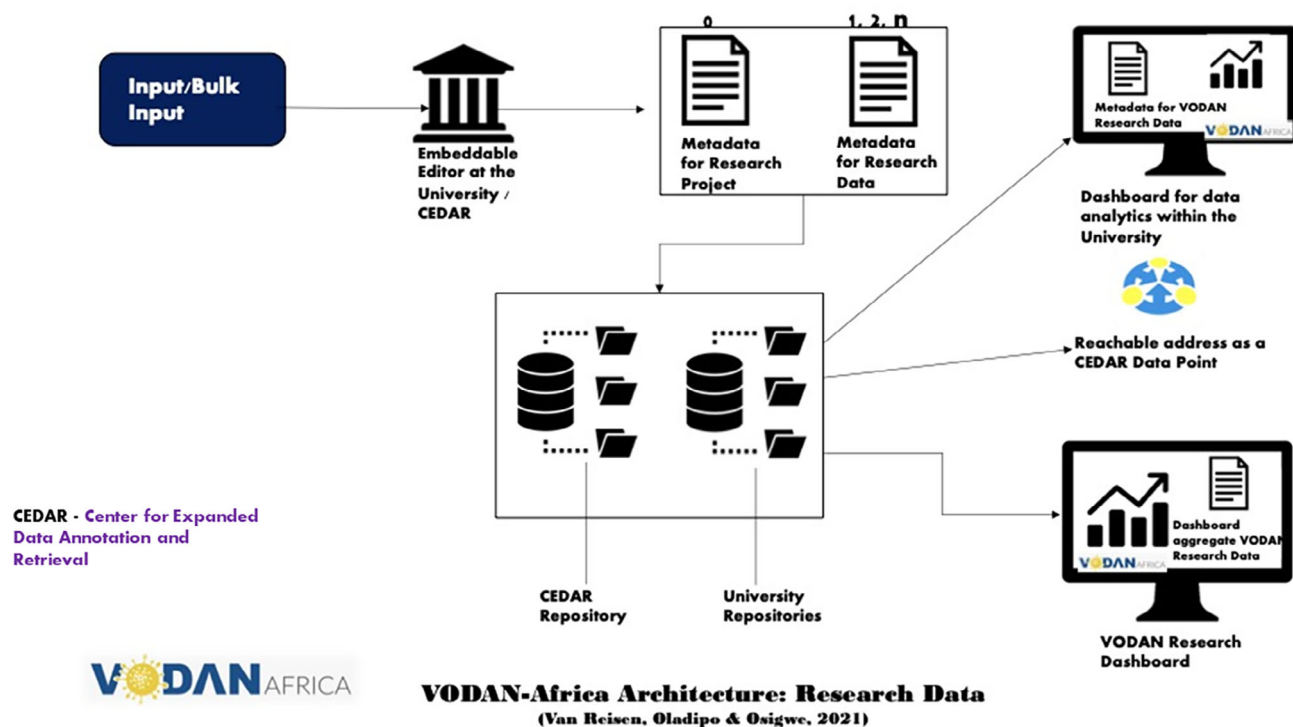 0
1, 2, n
Input/Bulk
Input
Embeddable
Editor at the
University /
CEDAR
Metadata
for Research
Project
Metadata
for Research
Data
Metadata for VODAN
Research Data
VODAN AFRICA
Dashboard for data
analytics within the
University
Reachable address as a
CEDAR Data Point
CEDAR - Center for Expanded
Data Annotation and
Retrieval
CEDAR
Repository
University
Repositories
Dashboard
aggregate VODAN
Research Data
VODAN AFRICA
VODAN Research
Dashboard
VODAN AFRICA
VODAN-Africa Architecture: Research Data
(Van Reisen, Oladipo & Osigwe, 2021)